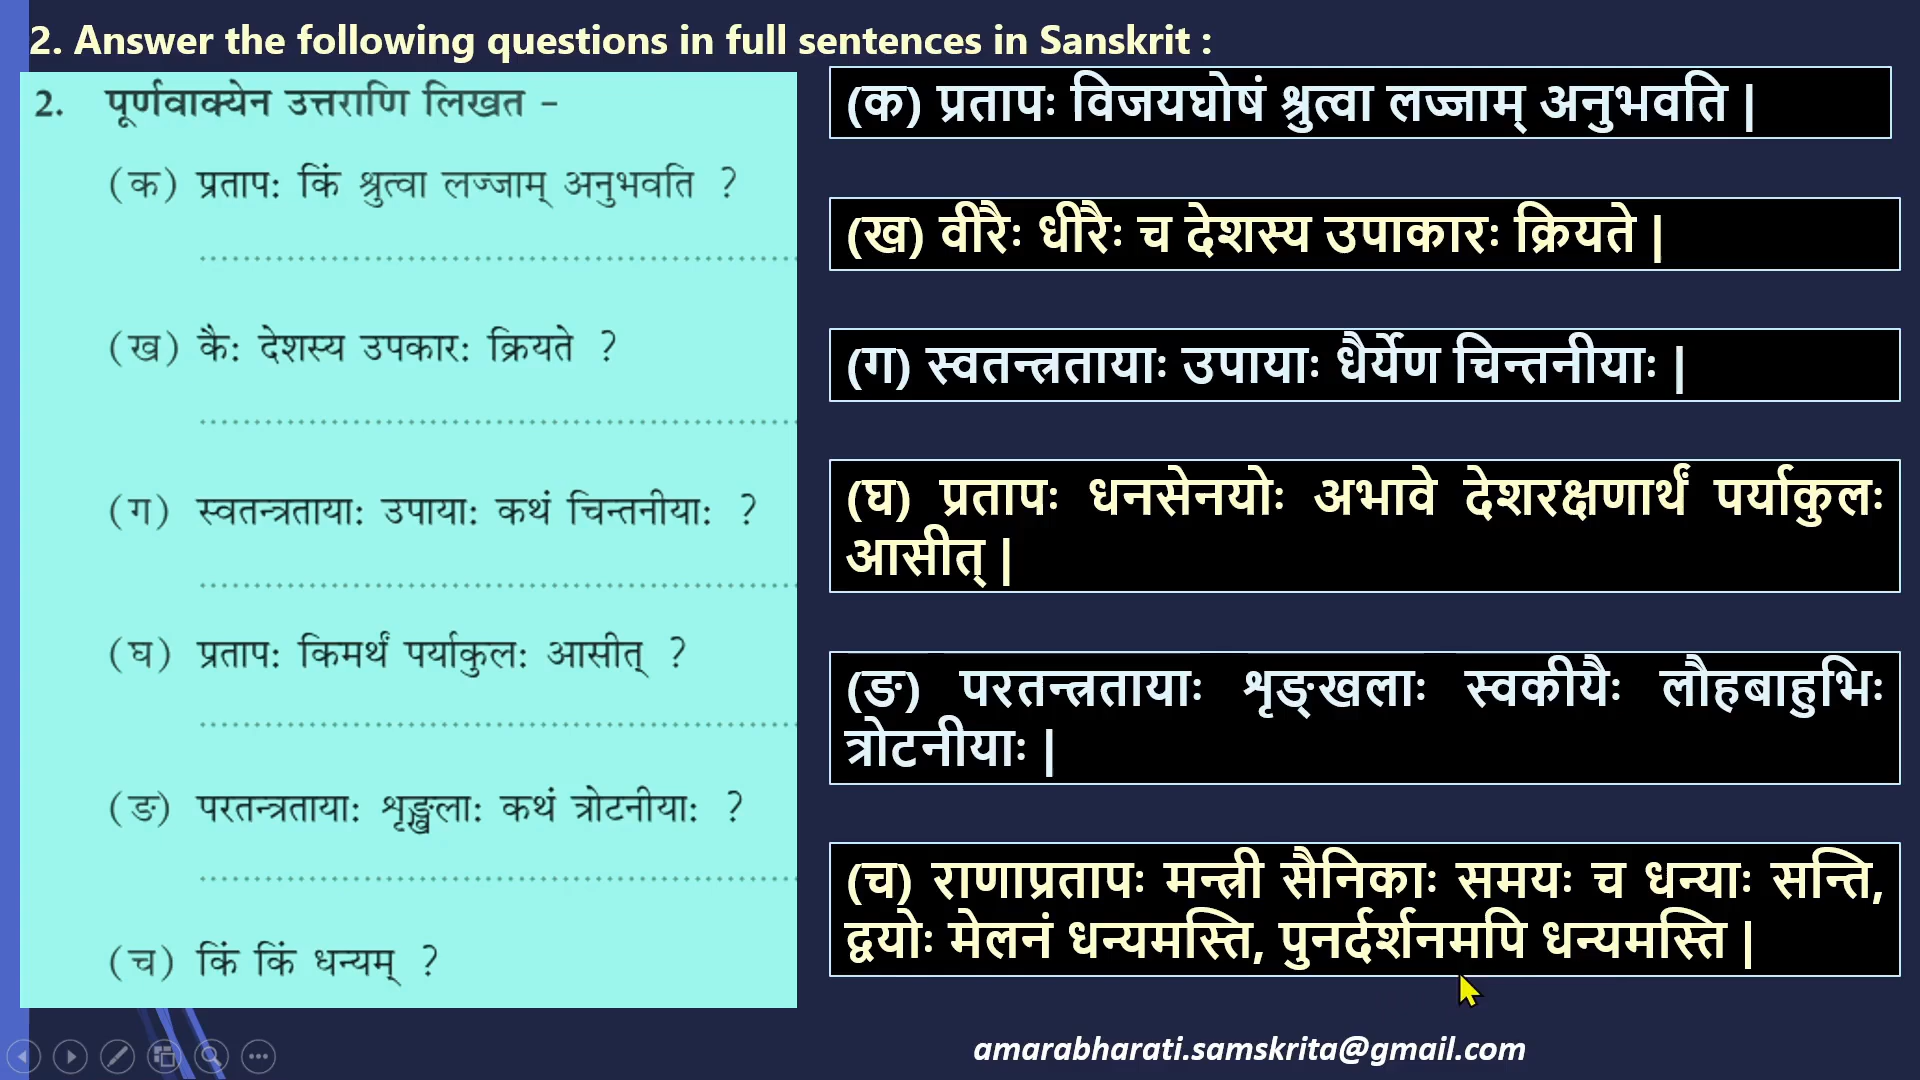 2. Answer the following questions in full sentences in Sanskrit :
2. पूर्णवाक्येन उत्तराणि लिखत –
(क) प्रतापः किं श्रुत्वा लज्जाम् अनुभवति ?
(ख) कैः देशस्य उपकारः क्रियते ?
(ग) स्वतन्त्रतायाः उपायाः कथं चिन्तनीयाः ?
(घ) प्रतापः किमर्थं पर्याकुलः आसीत् ?
(ङ) परतन्त्रतायाः शृङ्खलाः कथं त्रोटनीयाः ?
(च) किं किं धन्यम् ?
(क) प्रतापः विजयघोषं श्रुत्वा लज्जाम् अनुभवति |
(ख) वीरैः धीरैः च देशस्य उपाकारः क्रियते |
(ग) स्वतन्त्रतायाः उपायाः धैर्येण चिन्तनीयाः |
(घ) प्रतापः धनसेनयोः अभावे देशरक्षणार्थं पर्याकुलः
आसीत् |
(ङ) परतन्त्रतायाः शृङ्खलाः स्वकीयैः लौहबाहुभिः
त्रोटनीयाः |
(च) राणाप्रतापः मन्त्री सैनिकाः समयः च धन्याः सन्ति,
द्वयोः मेलनं धन्यमस्ति, पुनर्दर्शनमपि धन्यमस्ति |
amarabharati.samskrita@gmail.com